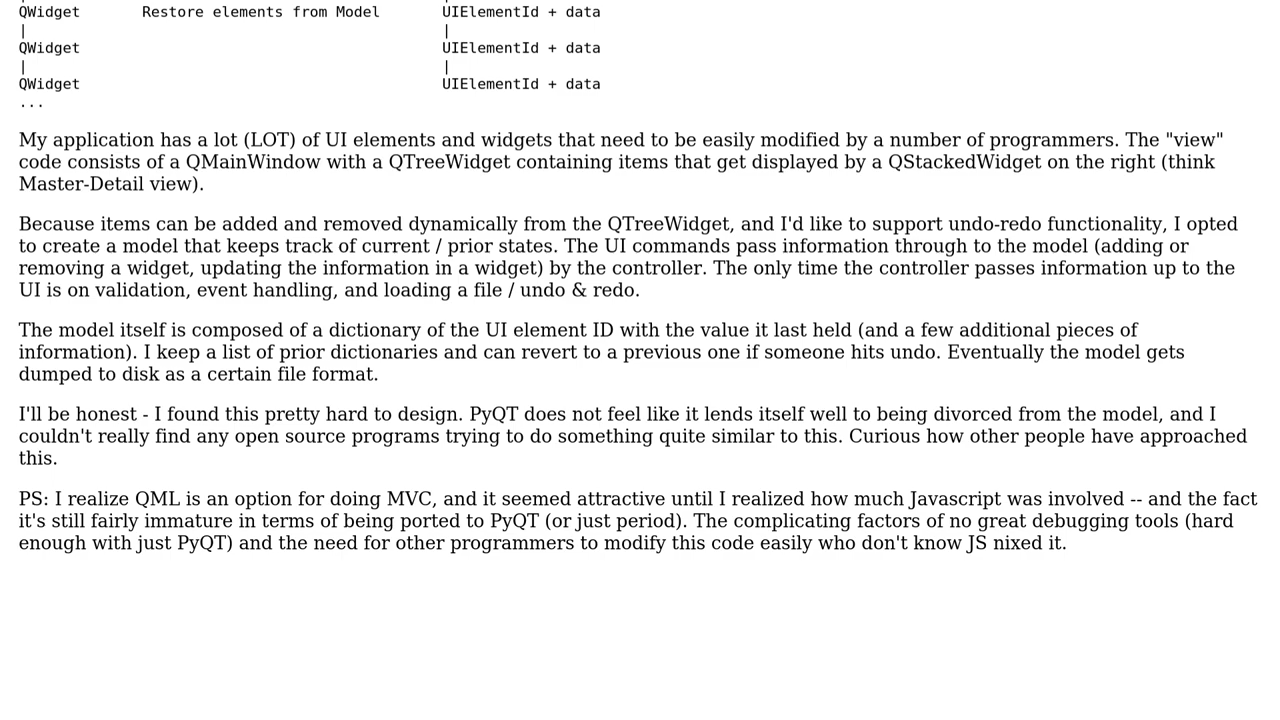 QWidget       Restore elements from Model       UIElementId + data
|                                                |
QWidget                                         UIElementId + data
|                                                |
QWidget                                         UIElementId + data
...
My application has a lot (LOT) of UI elements and widgets that need to be easily modified by a number of programmers. The "view"
code consists of a QMainWindow with a QTreeWidget containing items that get displayed by a QStackedWidget on the right (think
Master-Detail view).
Because items can be added and removed dynamically from the QTreeWidget, and I'd like to support undo-redo functionality, I opted
to create a model that keeps track of current / prior states. The UI commands pass information through to the model (adding or
removing a widget, updating the information in a widget) by the controller. The only time the controller passes information up to the
UI is on validation, event handling, and loading a file / undo & redo.
The model itself is composed of a dictionary of the UI element ID with the value it last held (and a few additional pieces of
information). I keep a list of prior dictionaries and can revert to a previous one if someone hits undo. Eventually the model gets
dumped to disk as a certain file format.
I'll be honest - I found this pretty hard to design. PyQT does not feel like it lends itself well to being divorced from the model, and I
couldn't really find any open source programs trying to do something quite similar to this. Curious how other people have approached
this.
PS: I realize QML is an option for doing MVC, and it seemed attractive until I realized how much Javascript was involved -- and the fact
it's still fairly immature in terms of being ported to PyQT (or just period). The complicating factors of no great debugging tools (hard
enough with just PyQT) and the need for other programmers to modify this code easily who don't know JS nixed it.